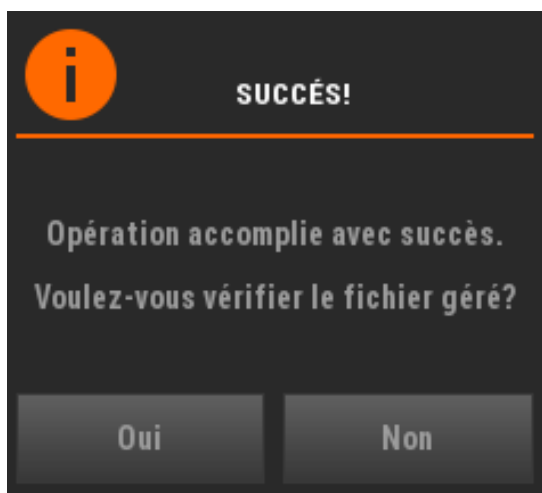 SUCCÉS!
Opération accomplie avec succès.
Voulez-vous vérifier le fichier géré?
Oui
Non